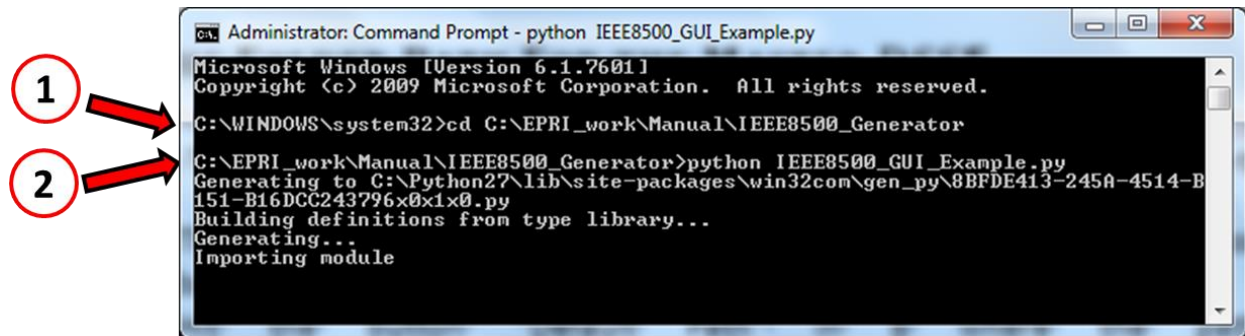 Administrator: Command Prompt - python IEEE8500_GUI_Example.py
Microsoft Windows [Version 6.1.7601]
Copyright (c) 2009 Microsoft Corporation.  All rights reserved.
1
C:\WINDOWS\system32>cd C:\EPRI_work\Manual\IEEE8500_Generator
2
C:\EPRI_work\Manual\IEEE8500_Generator>python IEEE8500_GUI_Example.py
Generating to C:\Python27\lib\site-packages\win32com\gen_py\8BFDE413-245A-4514-B
151-B16DCC243796x0x1x0.py
Building definitions from type library...
Generating...
Importing module